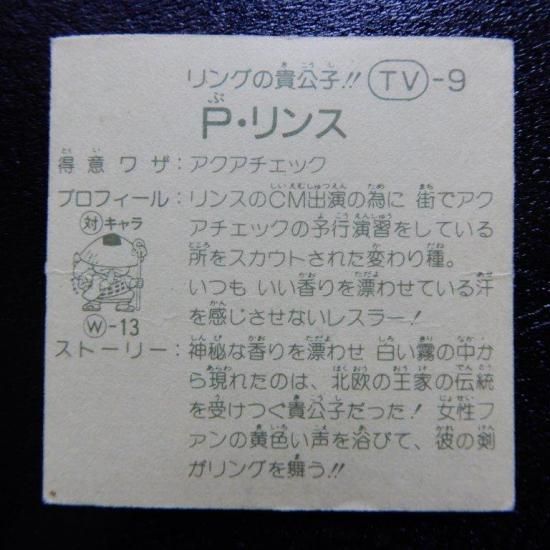 リングの貴公子!! TV-9
P・リンス
得意ワザ:アクアチェック
プロフィール:リンスのCM出演の為に 街でアク
アチェックの予行演習をしている
所をスカウトされた変わり種。
いつも いい香りを漂わせている汗
を感じさせないレスラー!
対キャラ
W-13
ストーリー:神秘な香りを漂わせ 白い霧の中か
ら現れたのは、北欧の王家の伝統
を受けつぐ貴公子だった! 女性フ
ァンの黄色い声を浴びて、彼の剣
がリングを舞う!!